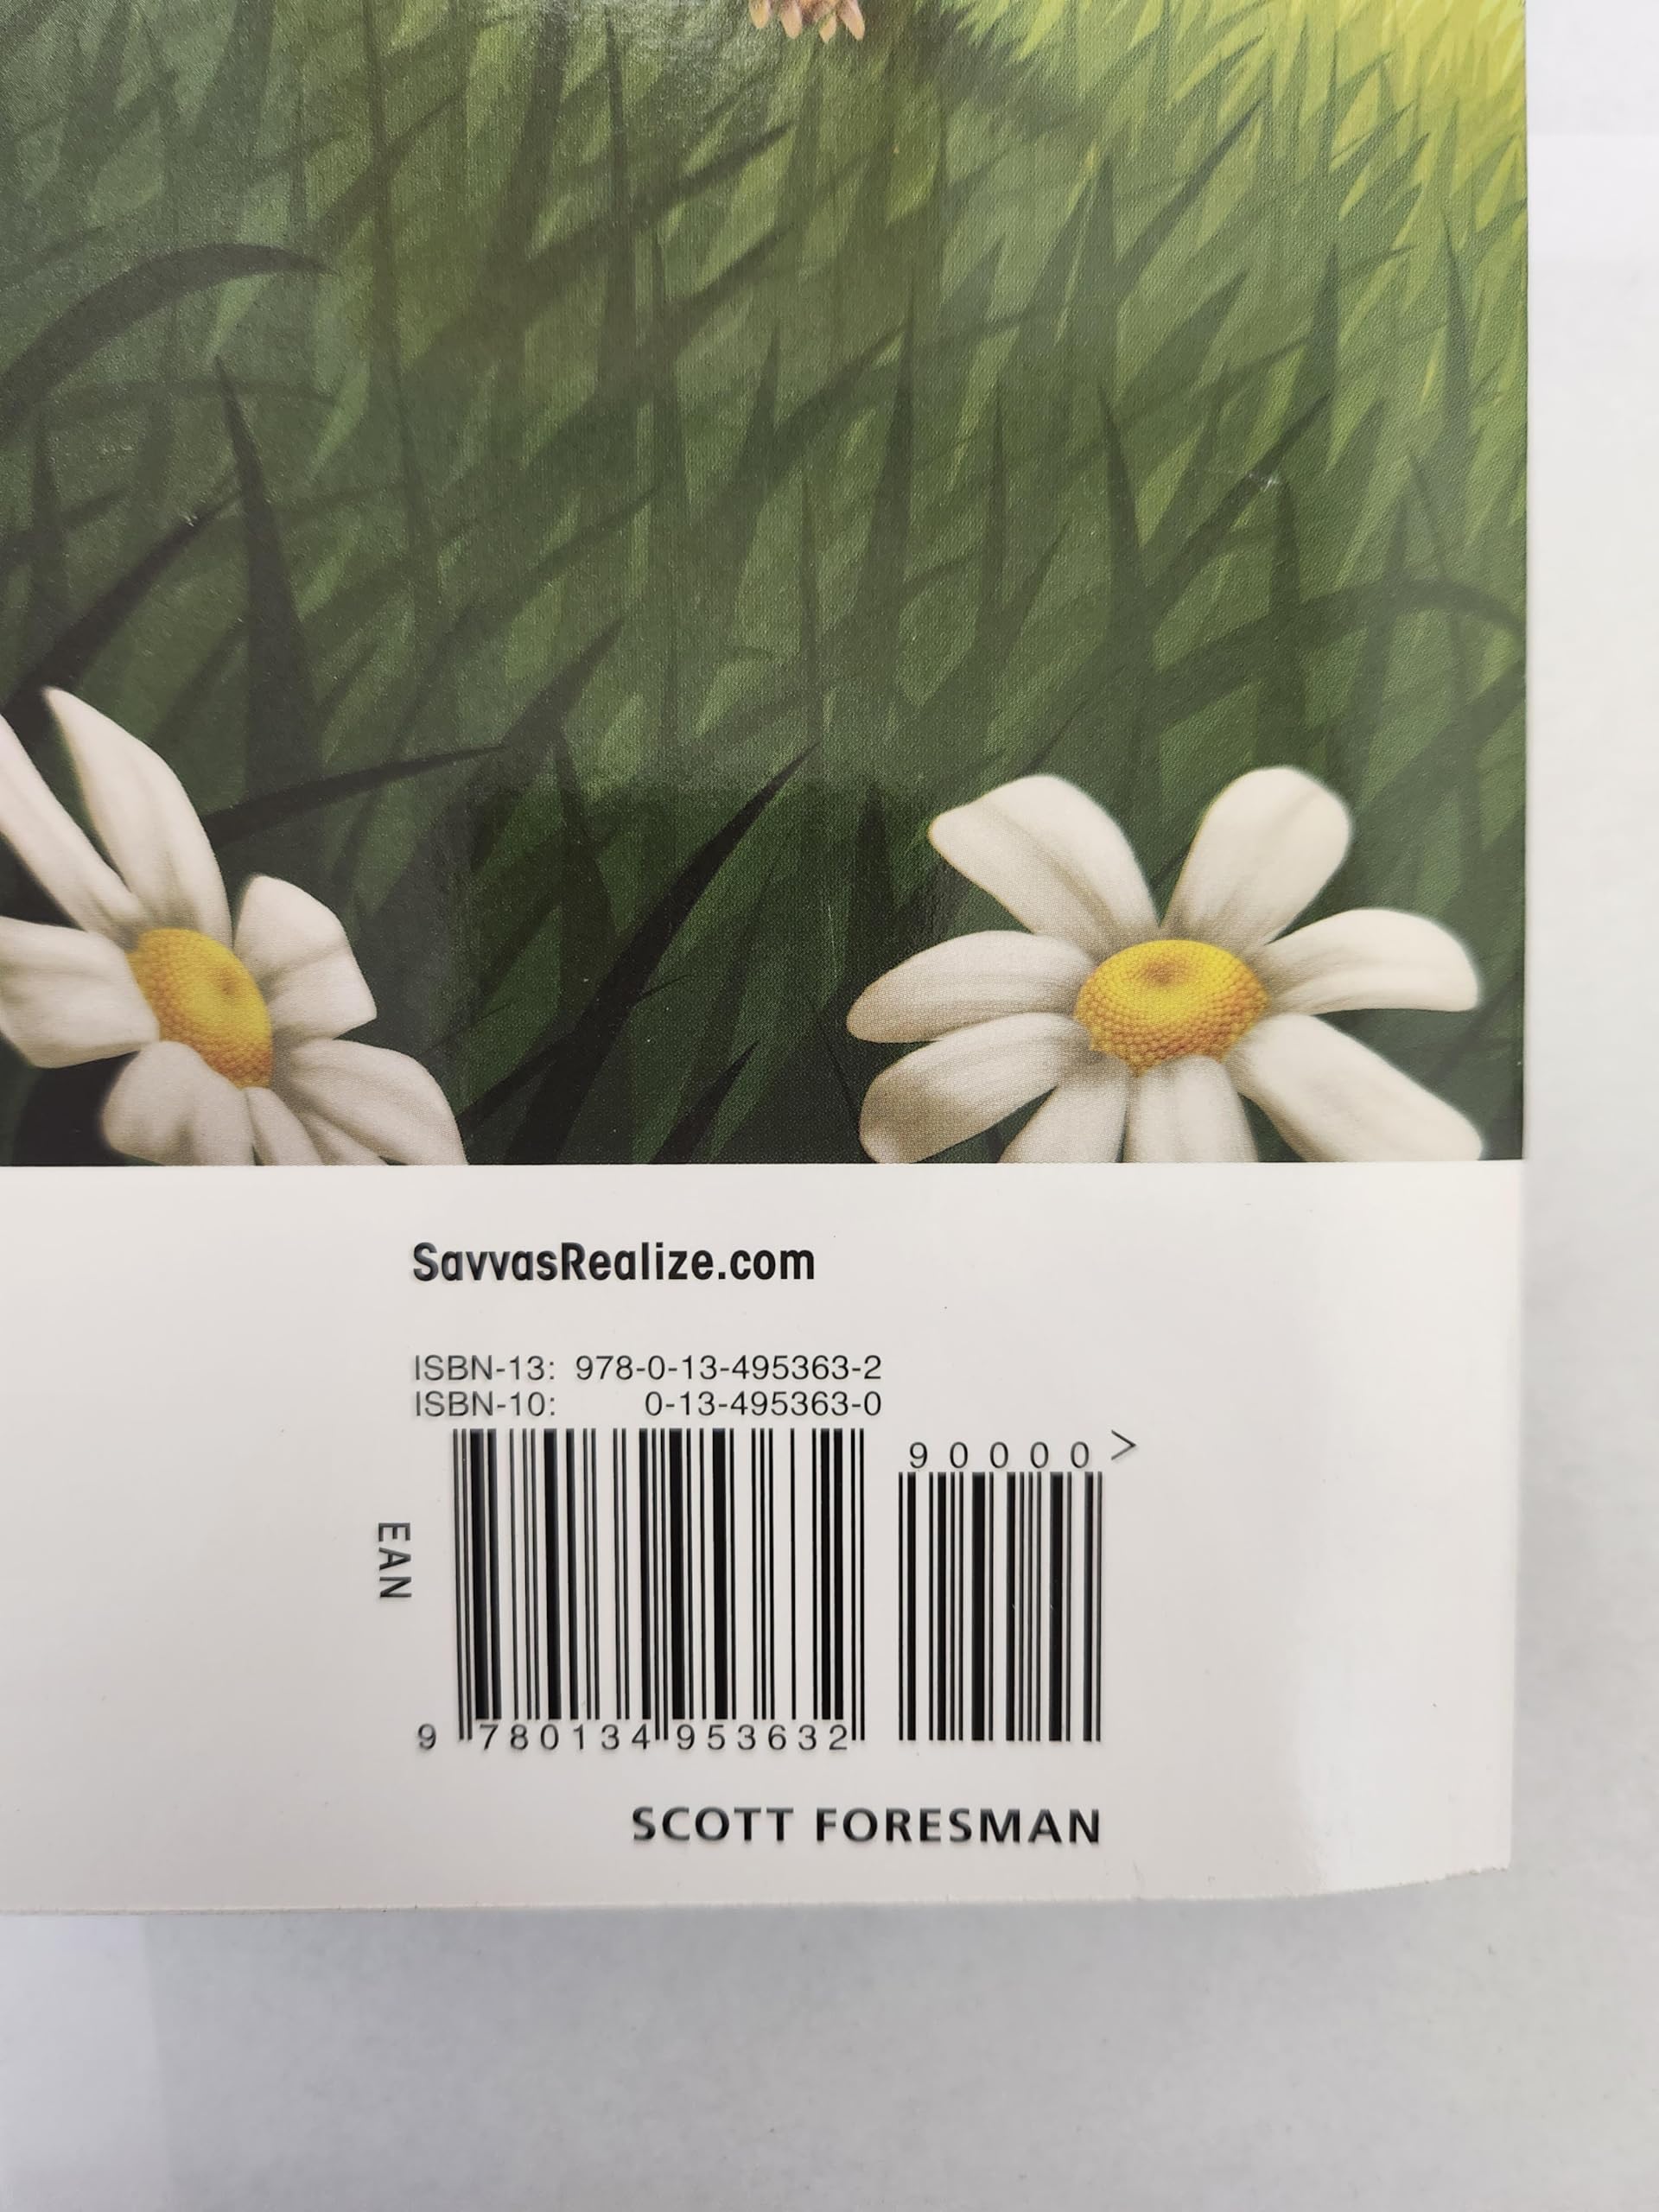 SavvasRealize.com
ISBN-13: 978-0-13-495363-2
ISBN-10: 0-13-495363-0
90000>
EAN
9 780134 953632
SCOTT FORESMAN